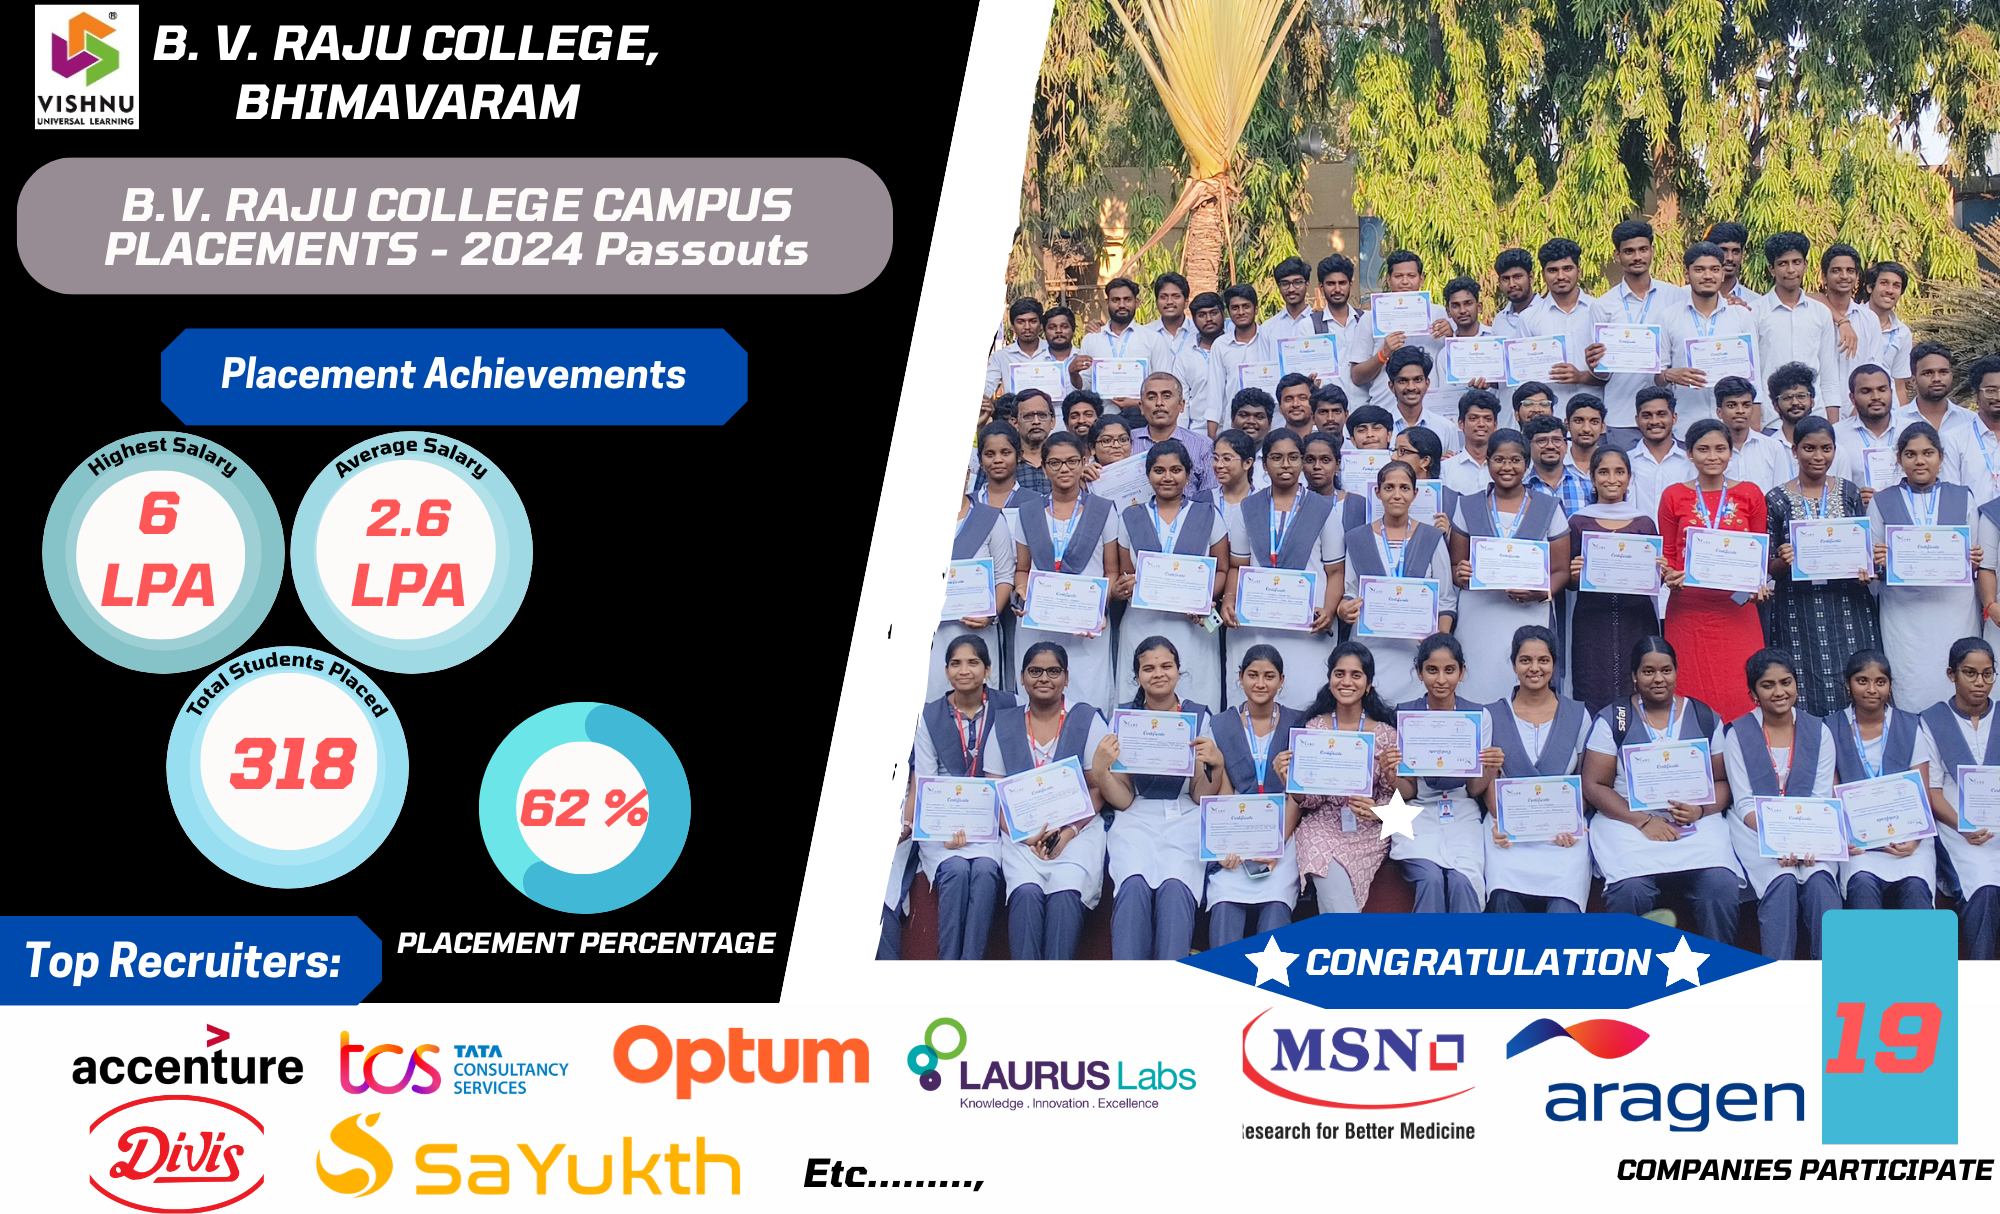 VISHNU
UNIVERSAL LEARNING
B. V. RAJU COLLEGE,
BHIMAVARAM
B.V. RAJU COLLEGE CAMPUS
PLACEMENTS - 2024 Passouts
Placement Achievements
Highest Salary
6
LPA
Average Salary
2.6
LPA
Total Students Placed
318
62 %
PLACEMENT PERCENTAGE
Top Recruiters:
CONGRATULATION
accenture
tcs TATA
CONSULTANCY
SERVICES
Optum
LAURUS Labs
Knowledge . Innovation . Excellence
MSN
esearch for Better Medicine
aragen
19
COMPANIES PARTICIPATE
Divis
SaYukth
Etc.........,
Certificate
safari